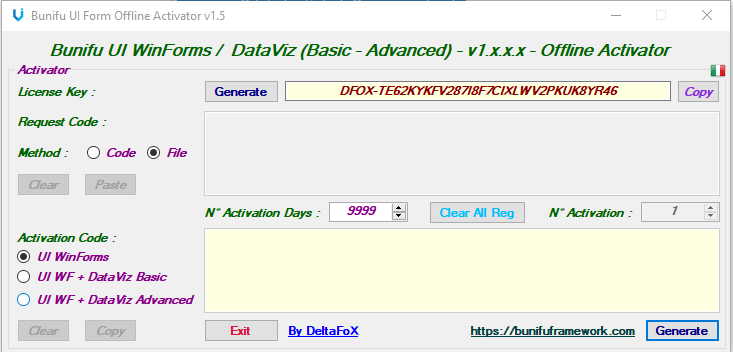 Bunifu UI Form Offline Activator v1.5
Bunifu UI WinForms / DataViz (Basic - Advanced) - v1.x.x.x - Offline Activator
Activator
License Key : Generate DFOX-TE62KYKFV287I8F7CIXLWV2PKUK8YR46 Copy
Request Code :
Method : Code File
Clear Paste
N° Activation Days : 9999 Clear All Reg N° Activation : 1
Activation Code :
UI WinForms
UI WF + DataViz Basic
UI WF + DataViz Advanced
Clear Copy Exit By DeltaFoX https://bunifuframework.com Generate